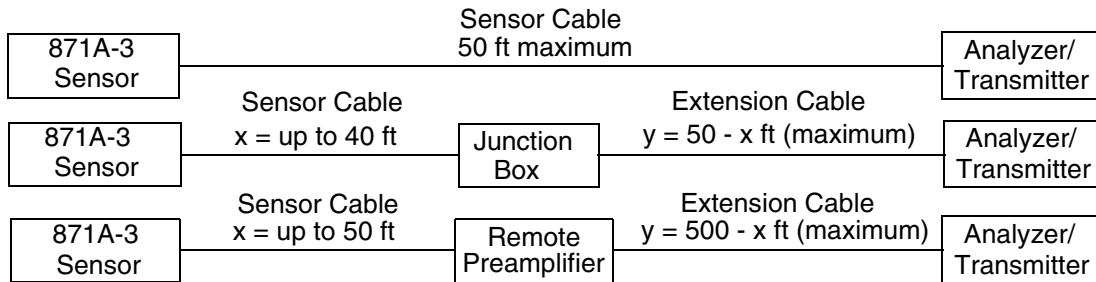 Sensor Cable
50 ft maximum
871A-3
Sensor
Analyzer/
Transmitter
Sensor Cable
x = up to 40 ft
Extension Cable
y = 50 - x ft (maximum)
871A-3
Sensor
Junction
Box
Analyzer/
Transmitter
Sensor Cable
x = up to 50 ft
Extension Cable
y = 500 - x ft (maximum)
871A-3
Sensor
Remote
Preamplifier
Analyzer/
Transmitter